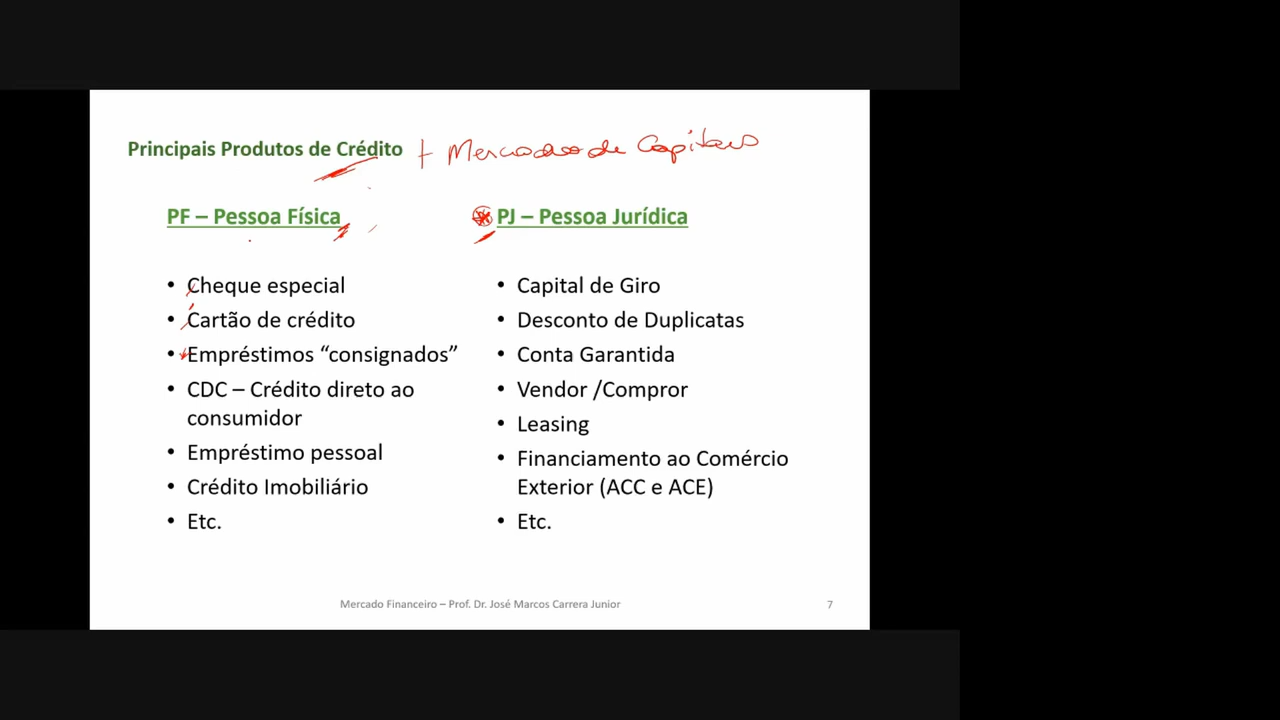 Principais Produtos de Crédito + Mercado de Capitais
PF – Pessoa Física
• Cheque especial
• Cartão de crédito
• Empréstimos “consignados”
• CDC – Crédito direto ao
consumidor
• Empréstimo pessoal
• Crédito Imobiliário
• Etc.
PJ – Pessoa Jurídica
• Capital de Giro
• Desconto de Duplicatas
• Conta Garantida
• Vendor /Compror
• Leasing
• Financiamento ao Comércio
Exterior (ACC e ACE)
• Etc.
Mercado Financeiro – Prof. Dr. José Marcos Carrera Junior
7